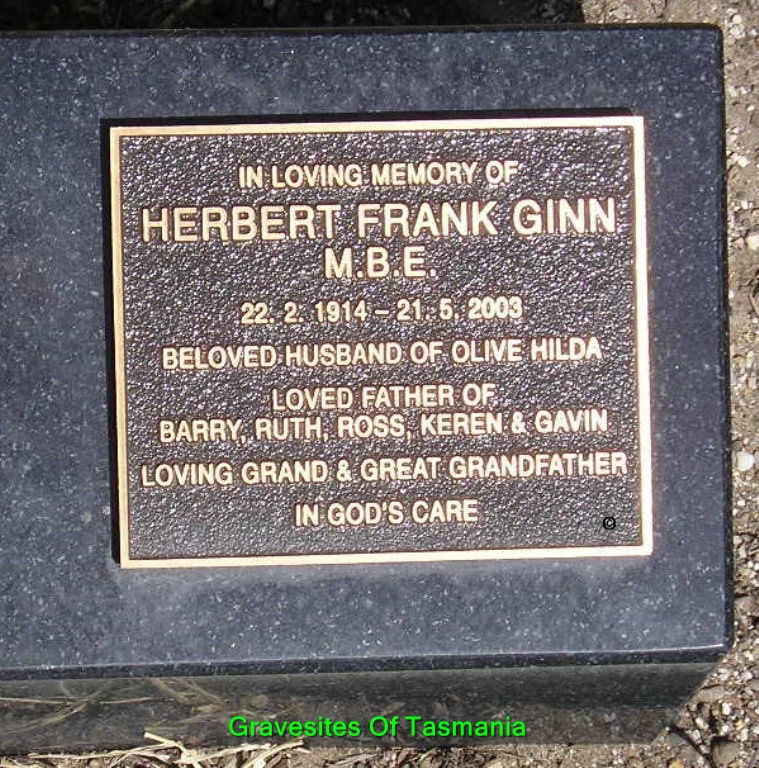 IN LOVING MEMORY OF
HERBERT FRANK GINN
M.B.E.
22. 2. 1914 – 21. 5. 2003
BELOVED HUSBAND OF OLIVE HILDA
LOVED FATHER OF
BARRY, RUTH, ROSS, KEREN & GAVIN
LOVING GRAND & GREAT GRANDFATHER
IN GOD'S CARE
©
Gravesites Of Tasmania